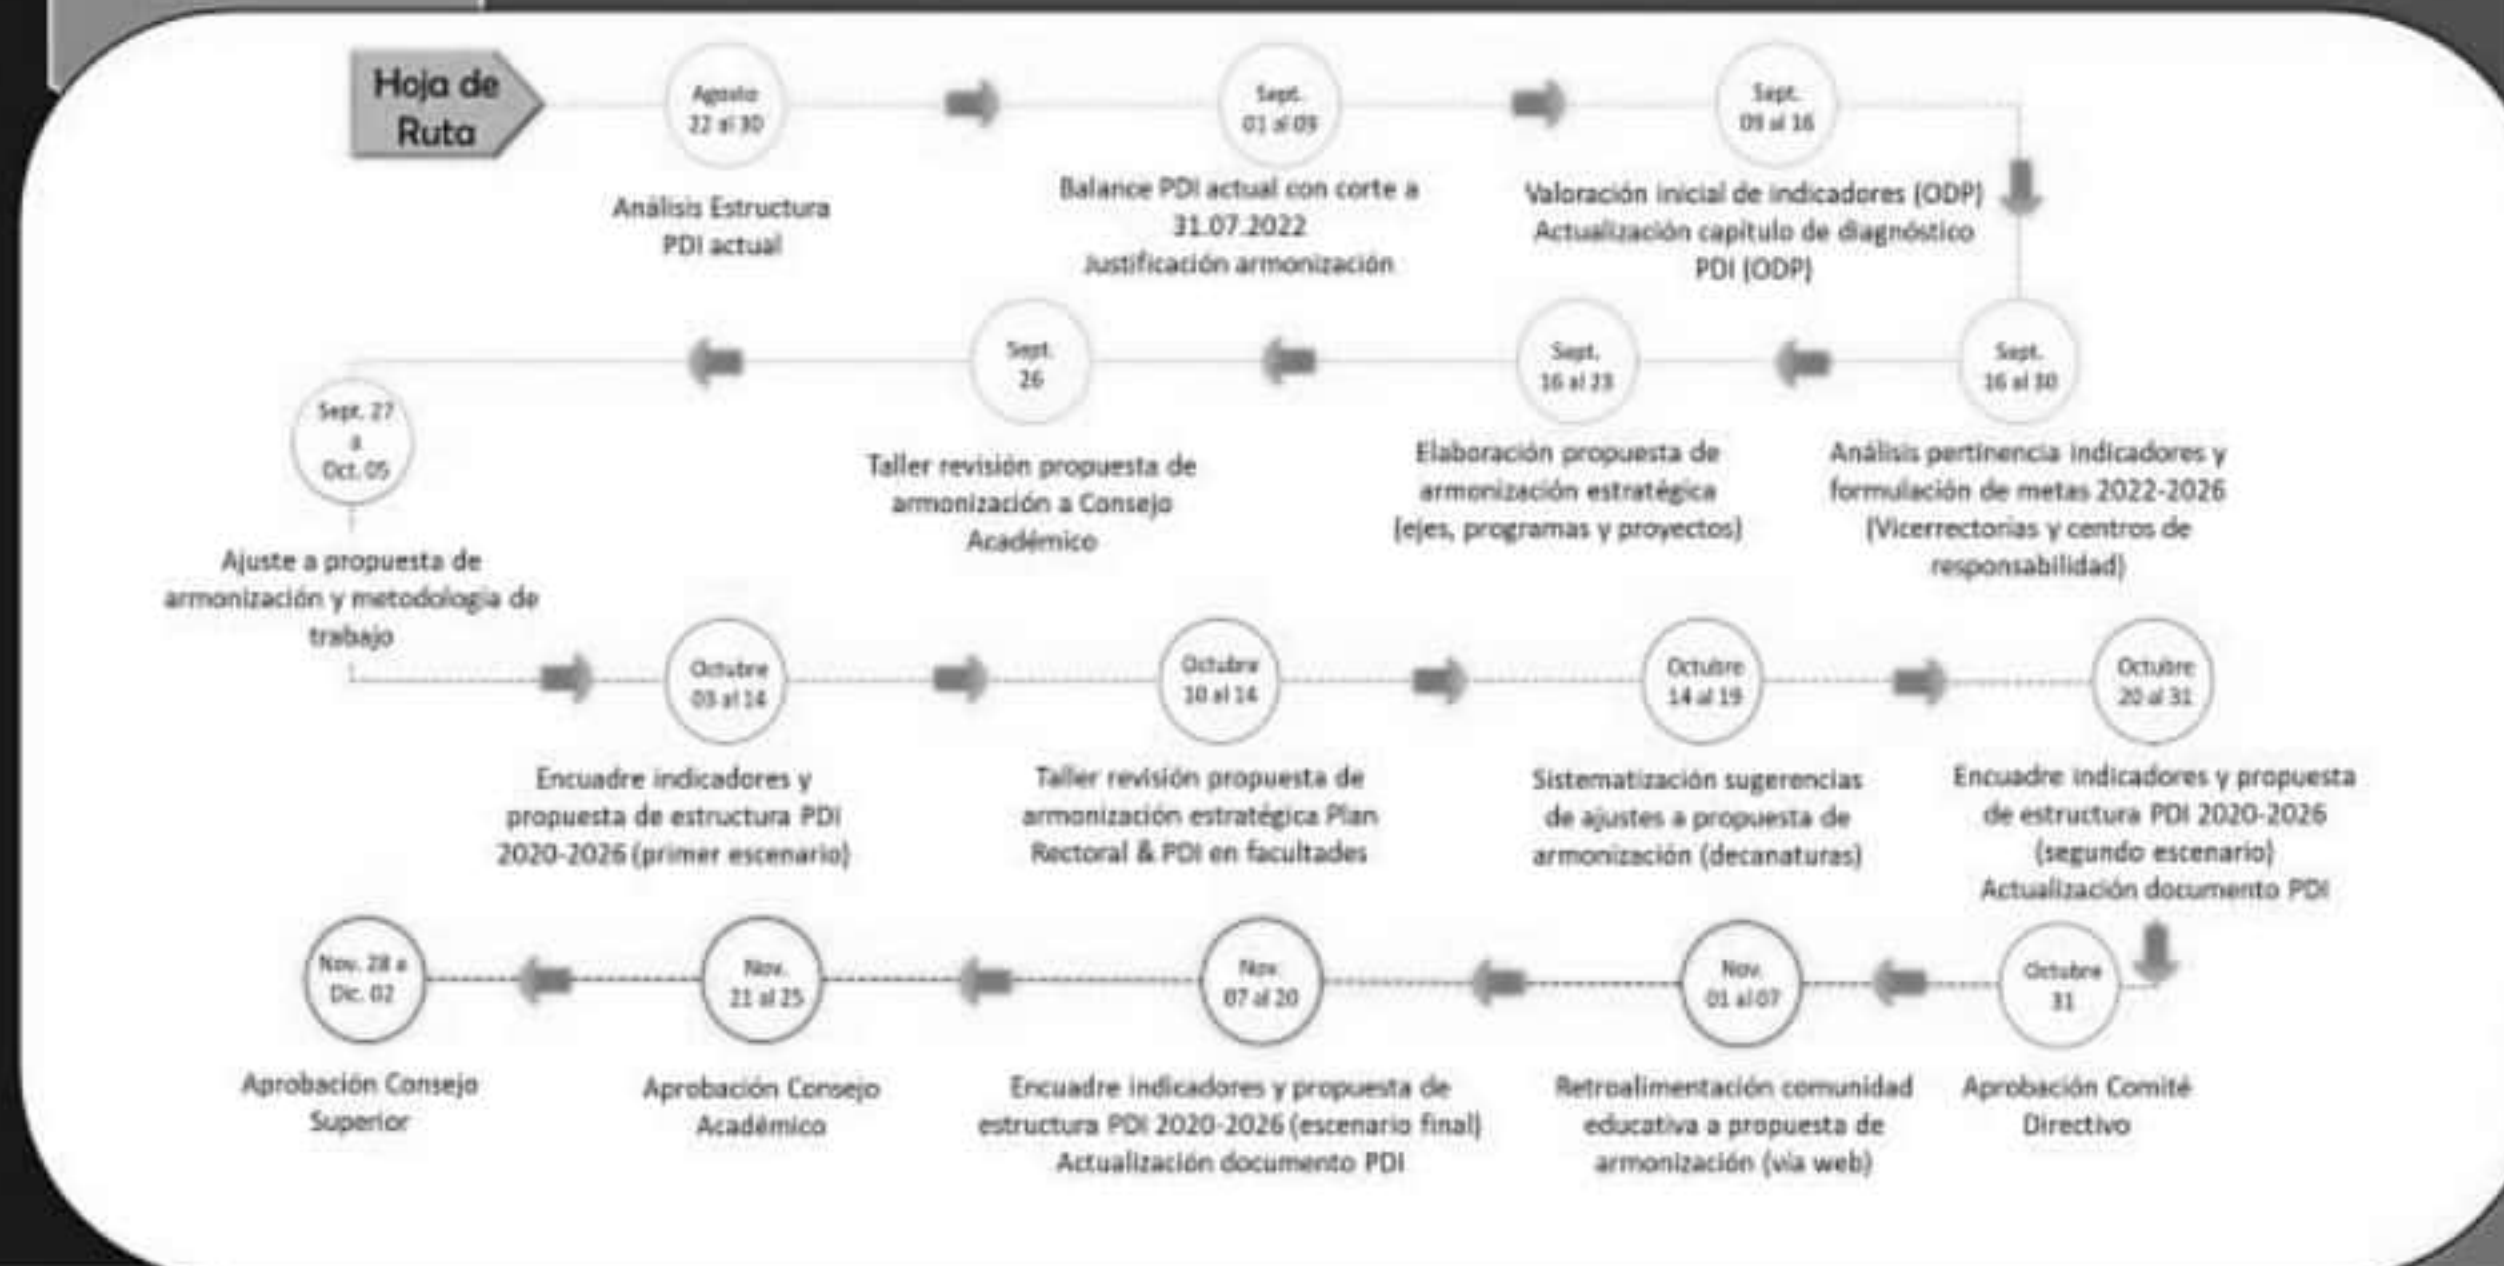 Hoja de
Ruta
Agosto
22 al 30
Análisis Estructura
PDI actual
Sept.
01 al 09
Balance PDI actual con corte a
31.07.2022
Justificación armonización
Sept.
09 al 16
Valoración inicial de indicadores (ODP)
Actualización capítulo de diagnóstico
PDI (ODP)
Sept.
16 al 30
Análisis pertinencia indicadores y
formulación de metas 2022-2026
(Vicerrectorías y centros de
responsabilidad)
Sept.
16 al 23
Elaboración propuesta de
armonización estratégica
(ejes, programas y proyectos)
Sept.
26
Taller revisión propuesta de
armonización a Consejo
Académico
Sept. 27
a
Oct. 05
Ajuste a propuesta de
armonización y metodología de
trabajo
Octubre
03 al 14
Encuadre indicadores y
propuesta de estructura PDI
2020-2026 (primer escenario)
Octubre
10 al 14
Taller revisión propuesta de
armonización estratégica Plan
Rectoral & PDI en facultades
Octubre
14 al 19
Sistematización sugerencias
de ajustes a propuesta de
armonización (decanaturas)
Octubre
20 al 31
Encuadre indicadores y propuesta
de estructura PDI 2020-2026
(segundo escenario)
Actualización documento PDI
Octubre
31
Aprobación Comité
Directivo
Nov.
01 al 07
Retroalimentación comunidad
educativa a propuesta de
armonización (vía web)
Nov.
07 al 20
Encuadre indicadores y propuesta de
estructura PDI 2020-2026 (escenario final)
Actualización documento PDI
Nov.
21 al 25
Aprobación Consejo
Académico
Nov. 28 a
Dic. 02
Aprobación Consejo
Superior